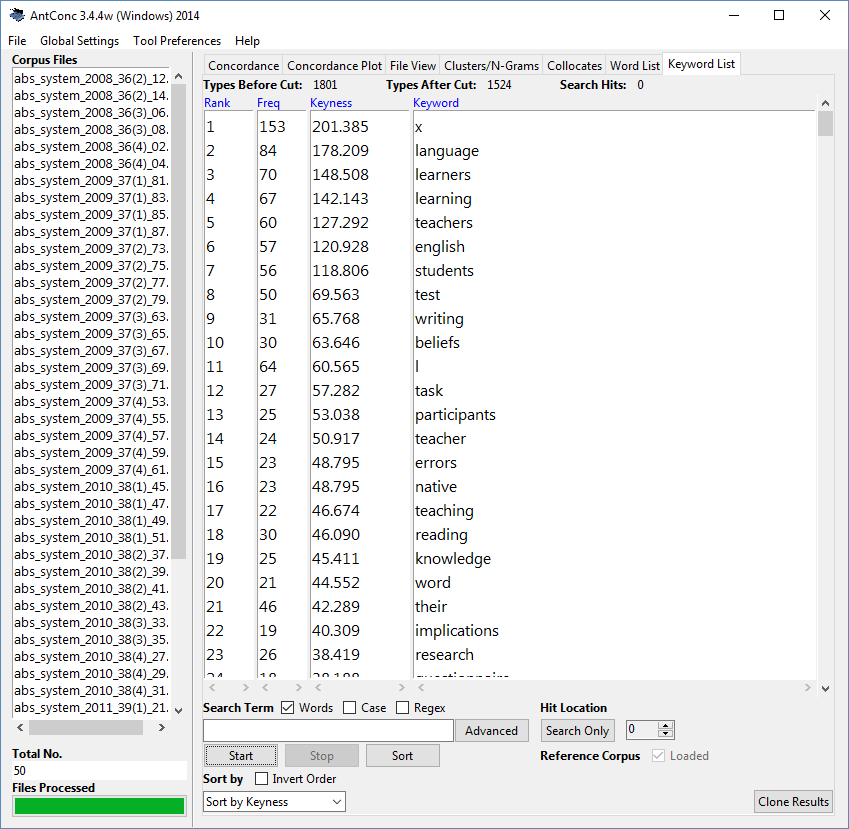 AntConc 3.4.4w (Windows) 2014
File Global Settings Tool Preferences Help
Corpus Files
abs_system_2008_36(2)_12.
abs_system_2008_36(2)_14.
abs_system_2008_36(3)_06.
abs_system_2008_36(3)_08.
abs_system_2008_36(4)_02.
abs_system_2008_36(4)_04.
abs_system_2009_37(1)_81.
abs_system_2009_37(1)_83.
abs_system_2009_37(1)_85.
abs_system_2009_37(1)_87.
abs_system_2009_37(2)_73.
abs_system_2009_37(2)_75.
abs_system_2009_37(2)_77.
abs_system_2009_37(2)_79.
abs_system_2009_37(3)_63.
abs_system_2009_37(3)_65.
abs_system_2009_37(3)_67.
abs_system_2009_37(3)_69.
abs_system_2009_37(3)_71.
abs_system_2009_37(4)_53.
abs_system_2009_37(4)_55.
abs_system_2009_37(4)_57.
abs_system_2009_37(4)_59.
abs_system_2009_37(4)_61.
abs_system_2010_38(1)_45.
abs_system_2010_38(1)_47.
abs_system_2010_38(1)_49.
abs_system_2010_38(1)_51.
abs_system_2010_38(2)_37.
abs_system_2010_38(2)_39.
abs_system_2010_38(2)_41.
abs_system_2010_38(2)_43.
abs_system_2010_38(3)_33.
abs_system_2010_38(3)_35.
abs_system_2010_38(4)_27.
abs_system_2010_38(4)_29.
abs_system_2010_38(4)_31.
abs_system_2011_39(1)_21.
Total No.
50
Files Processed
Concordance Concordance Plot File View Clusters/N-Grams Collocates Word List Keyword List
Types Before Cut: 1801 Types After Cut: 1524 Search Hits: 0
Rank Freq Keyness Keyword
1 153 201.385 x
2 84 178.209 language
3 70 148.508 learners
4 67 142.143 learning
5 60 127.292 teachers
6 57 120.928 english
7 56 118.806 students
8 50 69.563 test
9 31 65.768 writing
10 30 63.646 beliefs
11 64 60.565 l
12 27 57.282 task
13 25 53.038 participants
14 24 50.917 teacher
15 23 48.795 errors
16 23 48.795 native
17 22 46.674 teaching
18 30 46.090 reading
19 25 45.411 knowledge
20 21 44.552 word
21 46 42.289 their
22 19 40.309 implications
23 26 38.419 research
24 18 38.188 questionnaire
Search Term Words Case Regex Hit Location
Advanced Search Only 0
Start Stop Sort Reference Corpus Loaded
Sort by Invert Order
Sort by Keyness Clone Results